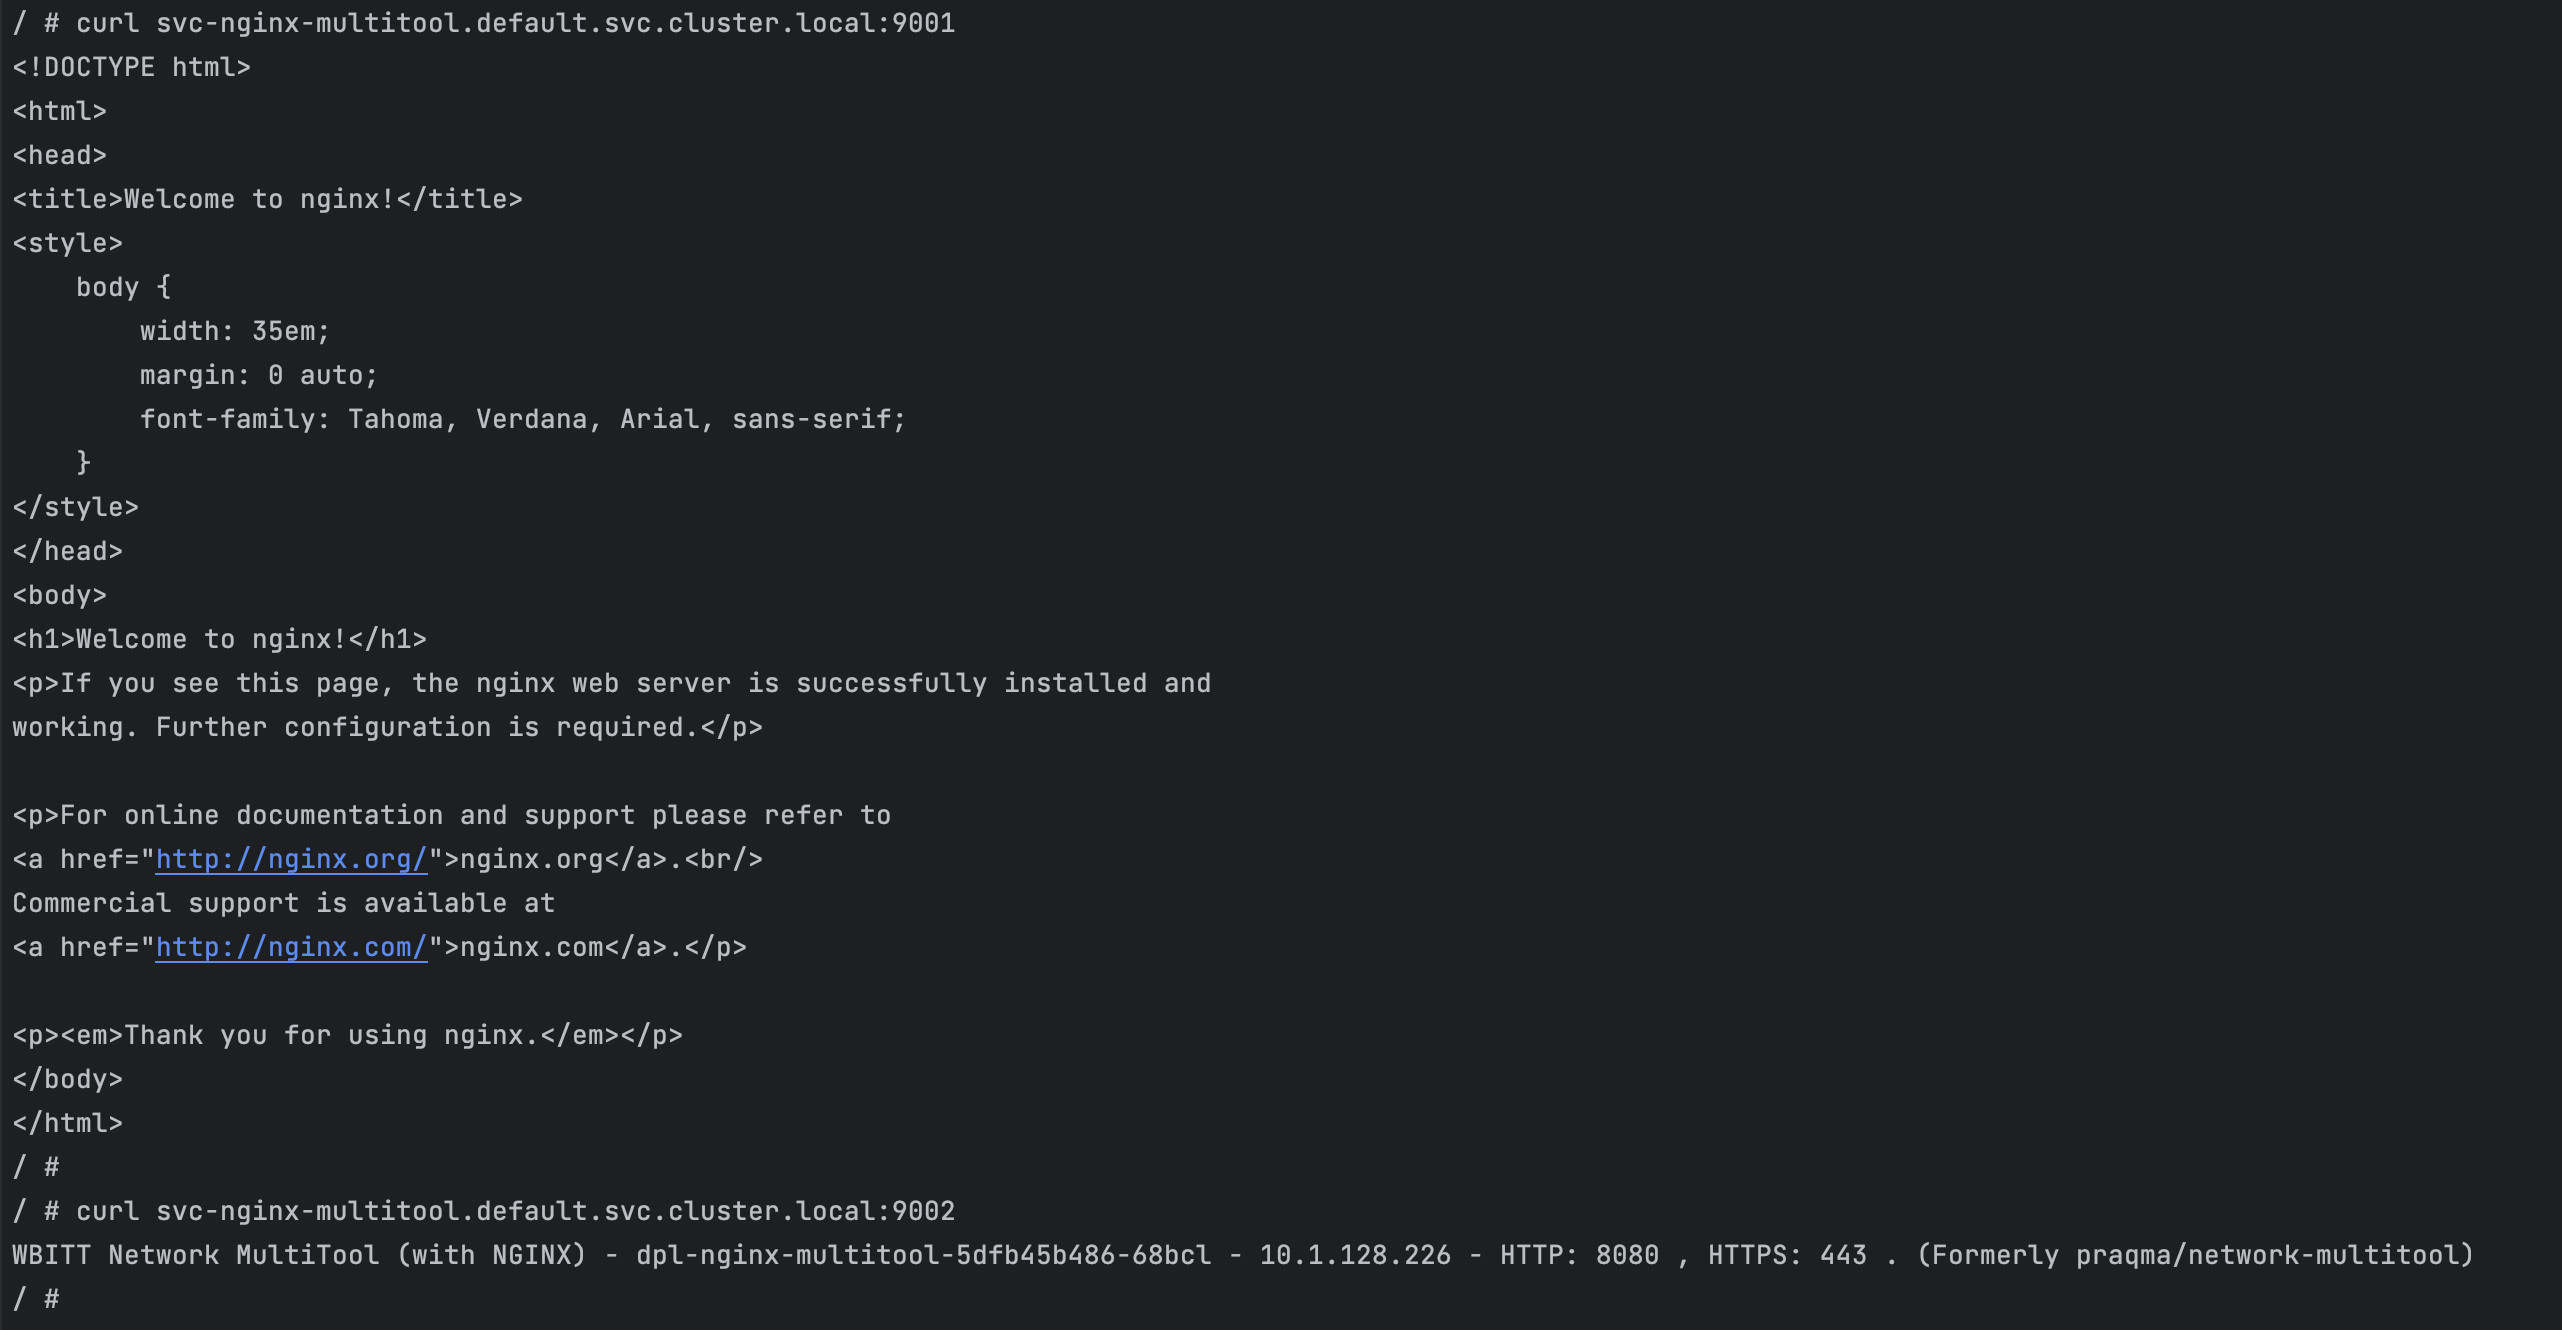 / # curl svc-nginx-multitool.default.svc.cluster.local:9001
<!DOCTYPE html>
<html>
<head>
<title>Welcome to nginx!</title>
<style>
    body {
        width: 35em;
        margin: 0 auto;
        font-family: Tahoma, Verdana, Arial, sans-serif;
    }
</style>
</head>
<body>
<h1>Welcome to nginx!</h1>
<p>If you see this page, the nginx web server is successfully installed and
working. Further configuration is required.</p>

<p>For online documentation and support please refer to
<a href="http://nginx.org/">nginx.org</a>.<br/>
Commercial support is available at
<a href="http://nginx.com/">nginx.com</a>.</p>

<p><em>Thank you for using nginx.</em></p>
</body>
</html>
/ #
/ # curl svc-nginx-multitool.default.svc.cluster.local:9002
WBITT Network MultiTool (with NGINX) - dpl-nginx-multitool-5dfb45b486-68bcl - 10.1.128.226 - HTTP: 8080 , HTTPS: 443 . (Formerly praqma/network-multitool)
/ #